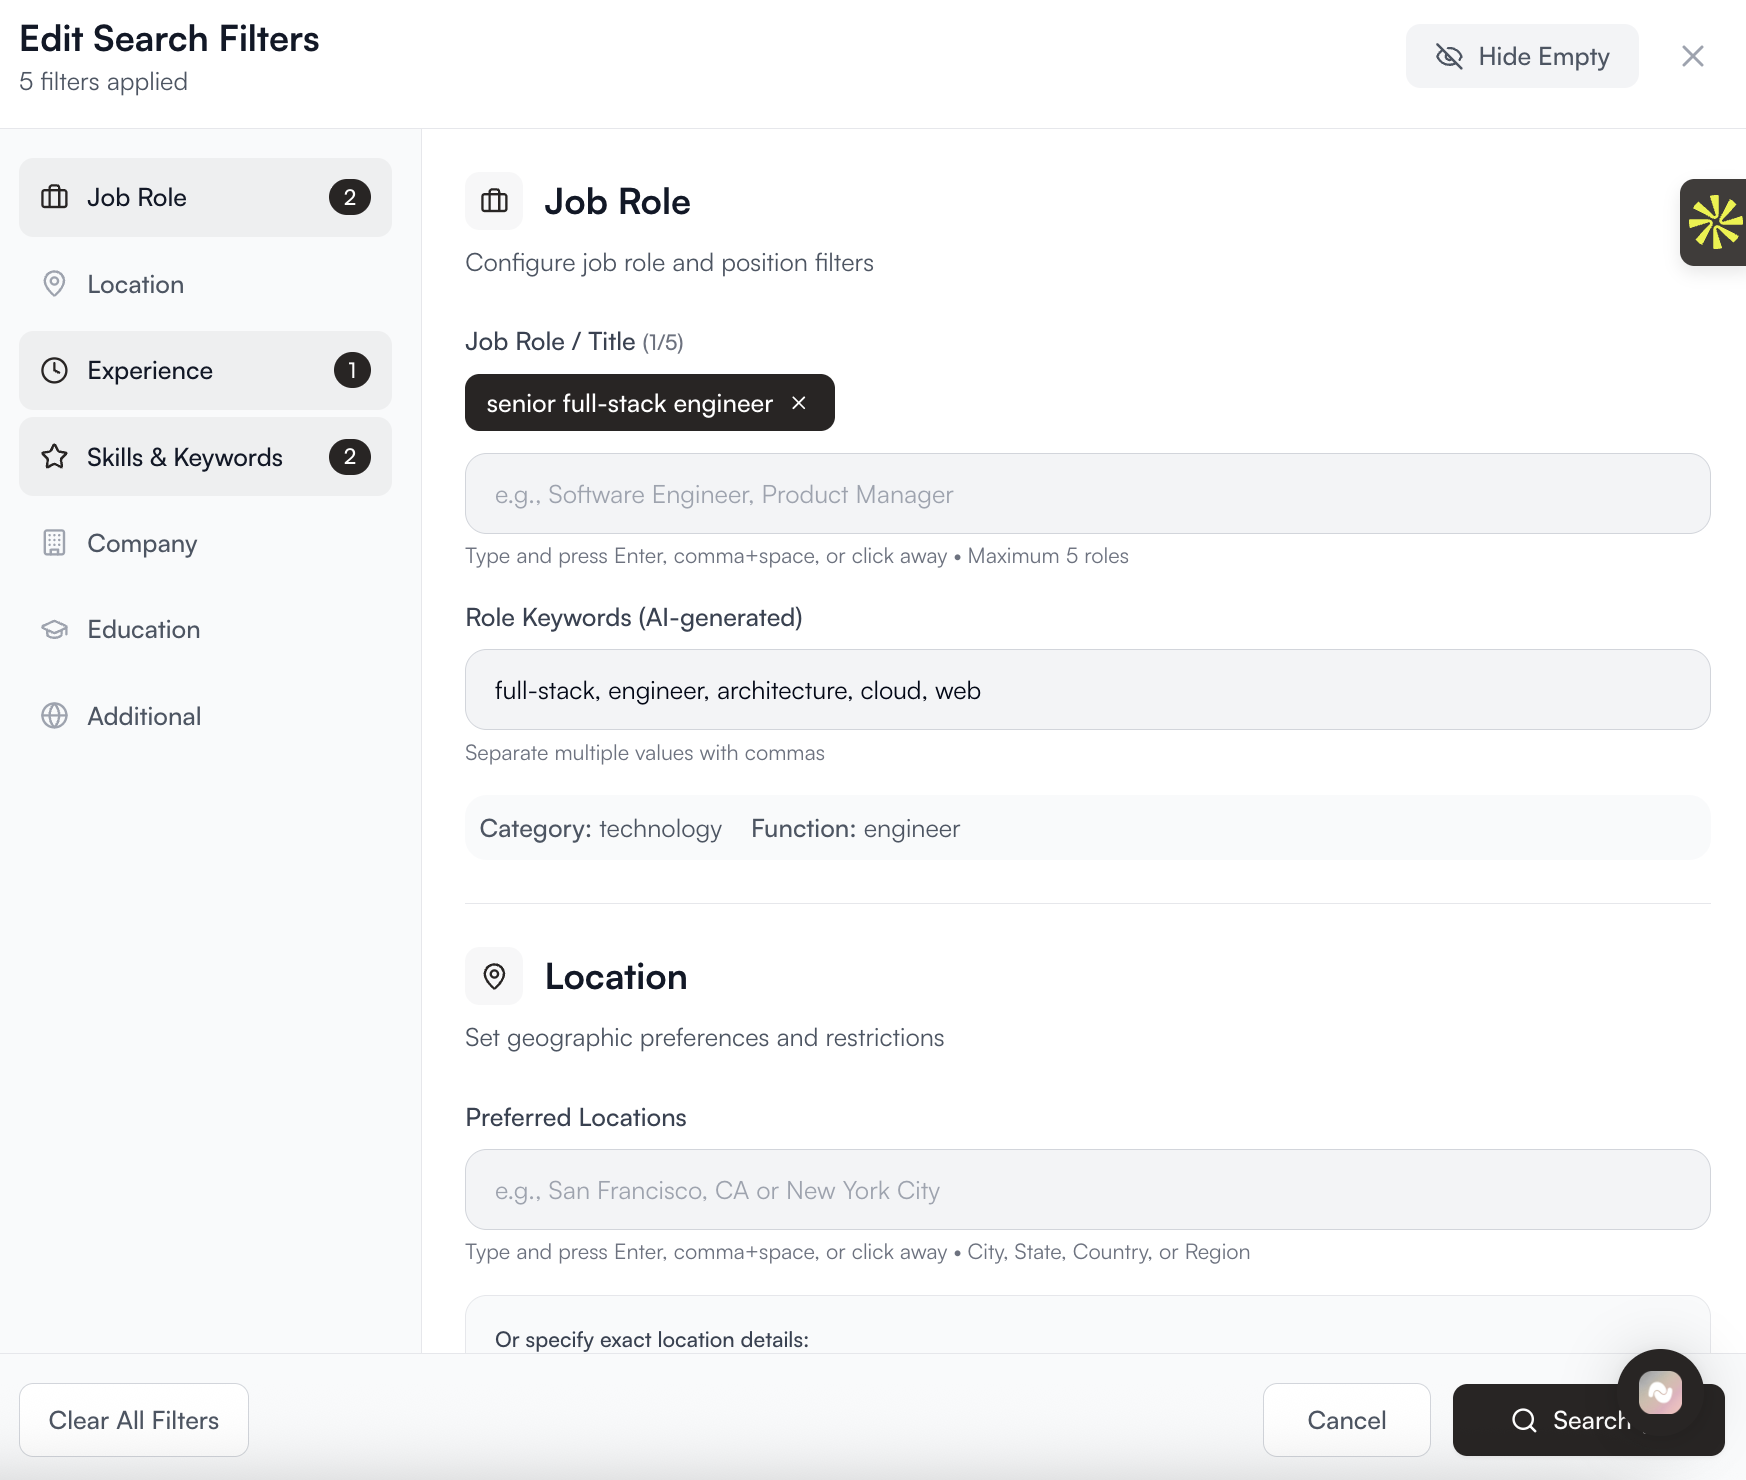 Edit Search Filters
5 filters applied
Hide Empty
Job Role 2
Location
Experience 1
Skills & Keywords 2
Company
Education
Additional
Job Role
Configure job role and position filters
Job Role / Title (1/5)
senior full-stack engineer
e.g., Software Engineer, Product Manager
Type and press Enter, comma+space, or click away • Maximum 5 roles
Role Keywords (AI-generated)
full-stack, engineer, architecture, cloud, web
Separate multiple values with commas
Category: technology Function: engineer
Location
Set geographic preferences and restrictions
Preferred Locations
e.g., San Francisco, CA or New York City
Type and press Enter, comma+space, or click away • City, State, Country, or Region
Or specify exact location details:
Clear All Filters
Cancel
Search